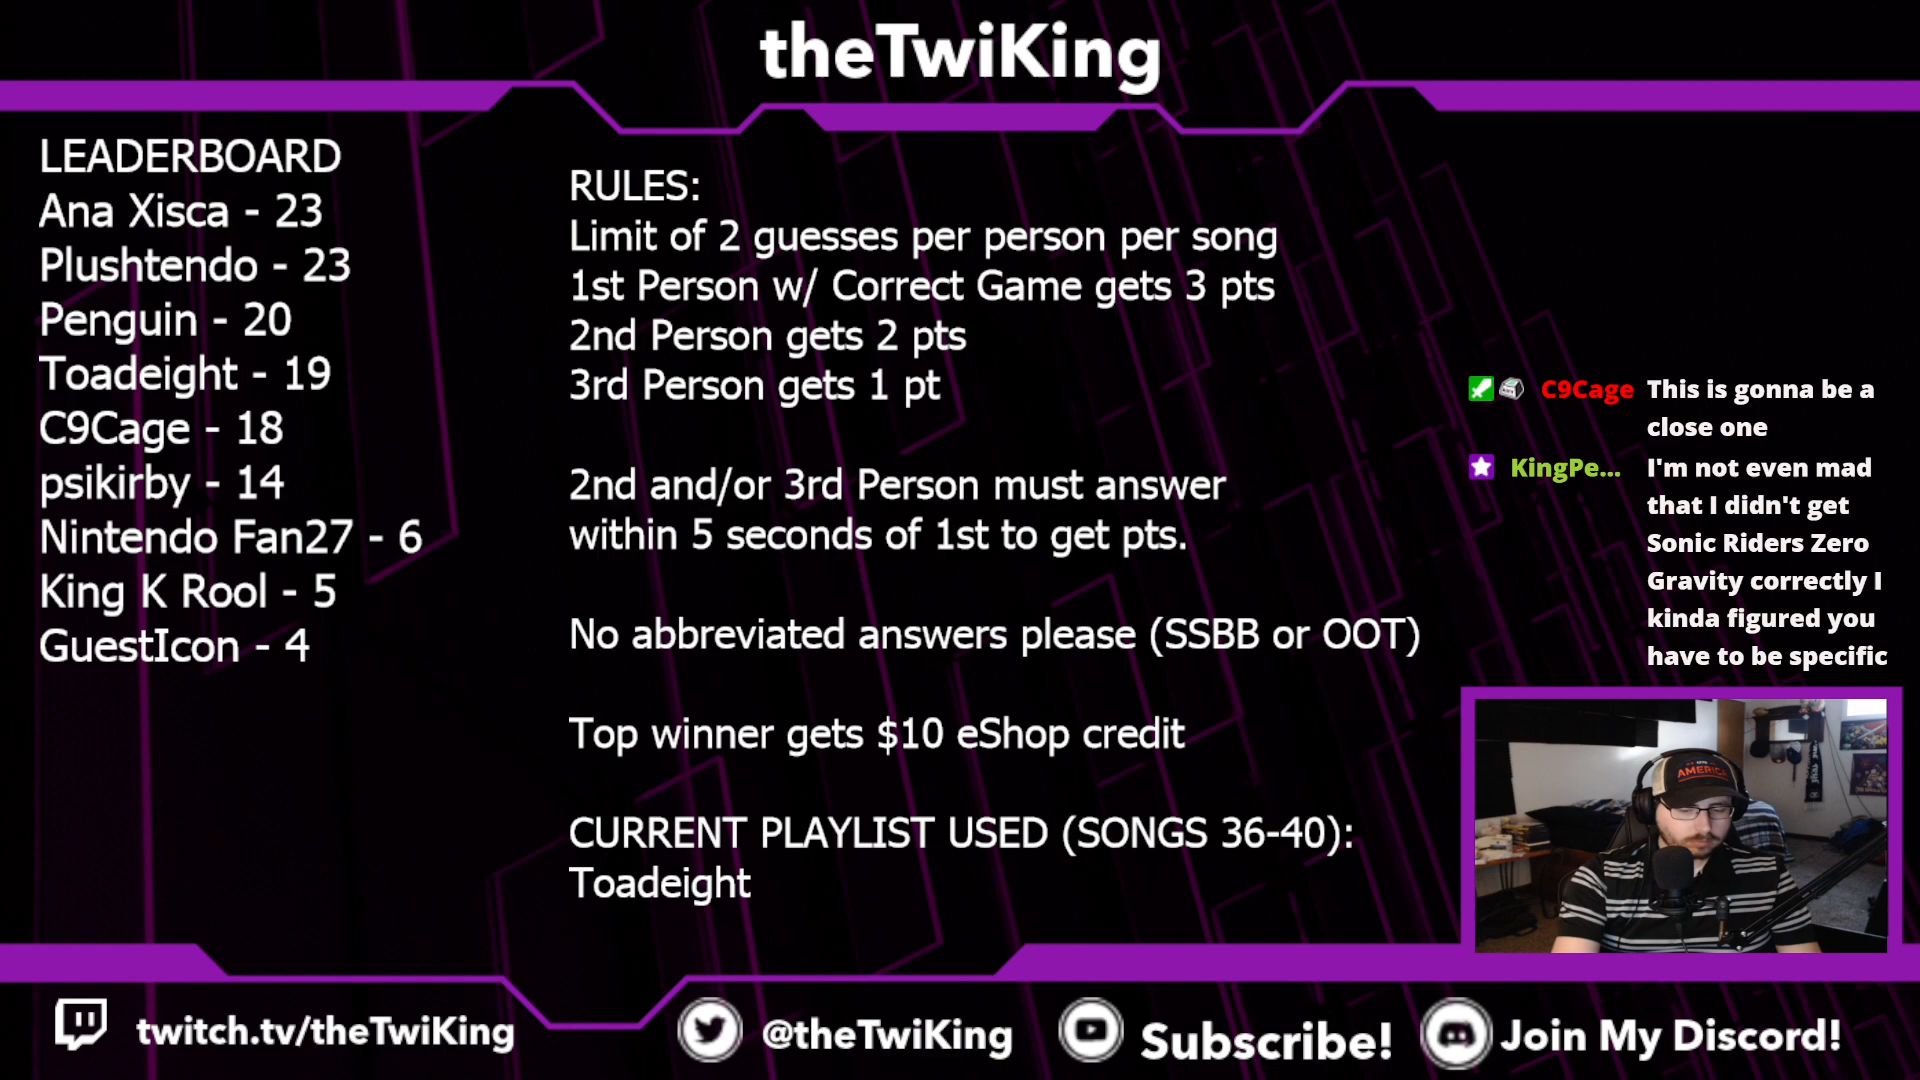 theTwiKing
LEADERBOARD
Ana Xisca - 23
Plushtendo - 23
Penguin - 20
Toadeight - 19
C9Cage - 18
psikirby - 14
Nintendo Fan27 - 6
King K Rool - 5
GuestIcon - 4
RULES:
Limit of 2 guesses per person per song
1st Person w/ Correct Game gets 3 pts
2nd Person gets 2 pts
3rd Person gets 1 pt
2nd and/or 3rd Person must answer
within 5 seconds of 1st to get pts.
No abbreviated answers please (SSBB or OOT)
Top winner gets $10 eShop credit
CURRENT PLAYLIST USED (SONGS 36-40):
Toadeight
C9Cage This is gonna be a
close one
KingPe... I'm not even mad
that I didn't get
Sonic Riders Zero
Gravity correctly I
kinda figured you
have to be specific
AMERICA
twitch.tv/theTwiKing
@theTwiKing
Subscribe!
Join My Discord!